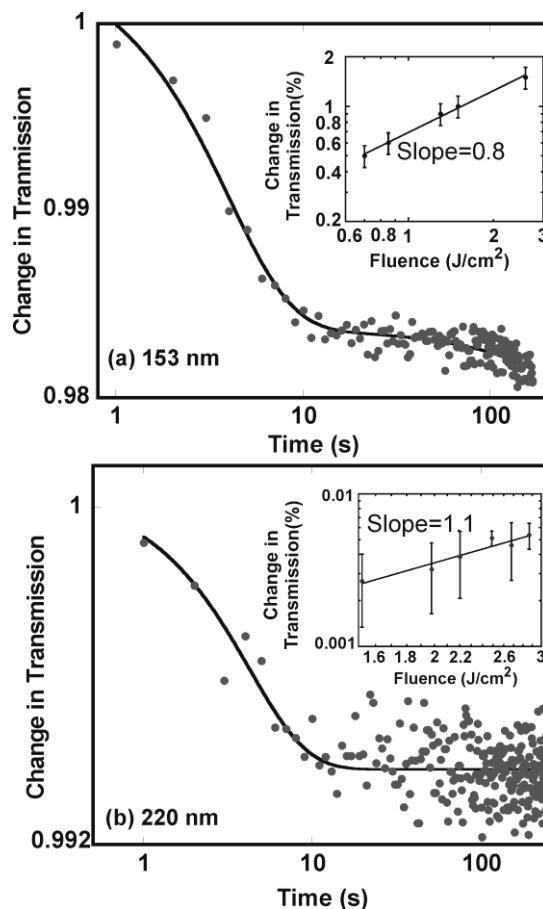 1
0.99
0.98
Change in Tranmission
(a) 153 nm
1
10
100
Time (s)
2
1
0.8
0.6
0.4
0.2
Change in
Transmission(%)
Slope=0.8
0.6
0.8
1
2
3
Fluence (J/cm²)
1
0.992
Change in Transmission
(b) 220 nm
1
10
100
Time (s)
0.01
0.001
Change in
Transmission(%)
Slope=1.1
1.6
1.8
2
2.2
2.6
3
Fluence (J/cm²)